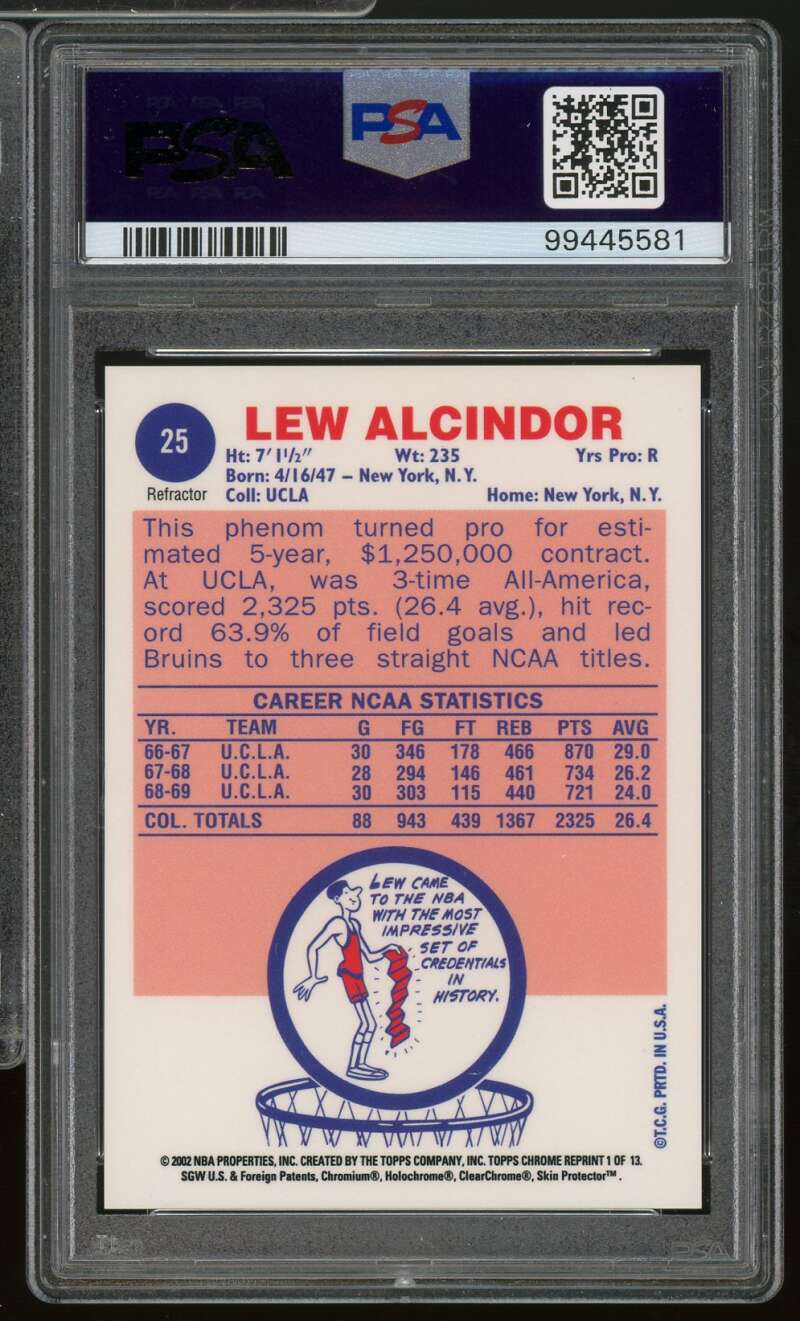 PSA
PSA
99445581
25
LEW ALCINDOR
Ht: 7'1½" Wt: 235 Yrs Pro: R
Born: 4/16/47 – New York, N.Y.
Refractor
Coll: UCLA Home: New York, N.Y.
This phenom turned pro for esti-
mated 5-year, $1,250,000 contract.
At UCLA, was 3-time All-America,
scored 2,325 pts. (26.4 avg.), hit rec-
ord 63.9% of field goals and led
Bruins to three straight NCAA titles.
CAREER NCAA STATISTICS
YR. TEAM G FG FT REB PTS AVG
66-67 U.C.L.A. 30 346 178 466 870 29.0
67-68 U.C.L.A. 28 294 146 461 734 26.2
68-69 U.C.L.A. 30 303 115 440 721 24.0
COL. TOTALS 88 943 439 1367 2325 26.4
LEW CAME
TO THE NBA
WITH THE MOST
IMPRESSIVE
SET OF
CREDENTIALS
IN
HISTORY.
©T.C.G. PRTD. IN U.S.A.
© 2002 NBA PROPERTIES, INC. CREATED BY THE TOPPS COMPANY, INC. TOPPS CHROME REPRINT 1 OF 13.
SGW U.S. & Foreign Patents, Chromium®, Holochrome®, ClearChrome®, Skin Protector™.
PSA